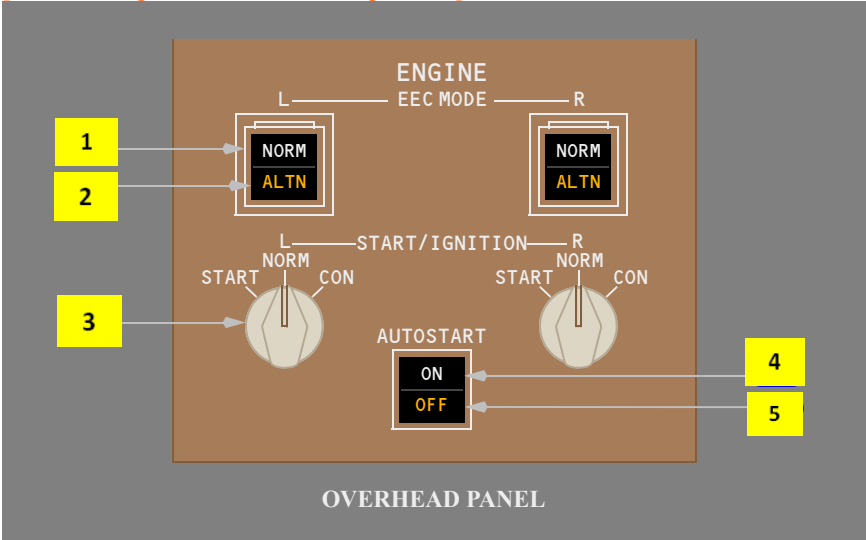 ENGINE
L EEC MODE R
1
NORM NORM
2
ALTN ALTN
L START/IGNITION R
NORM NORM
START CON START CON
3
AUTOSTART
ON
4
OFF
5
OVERHEAD PANEL